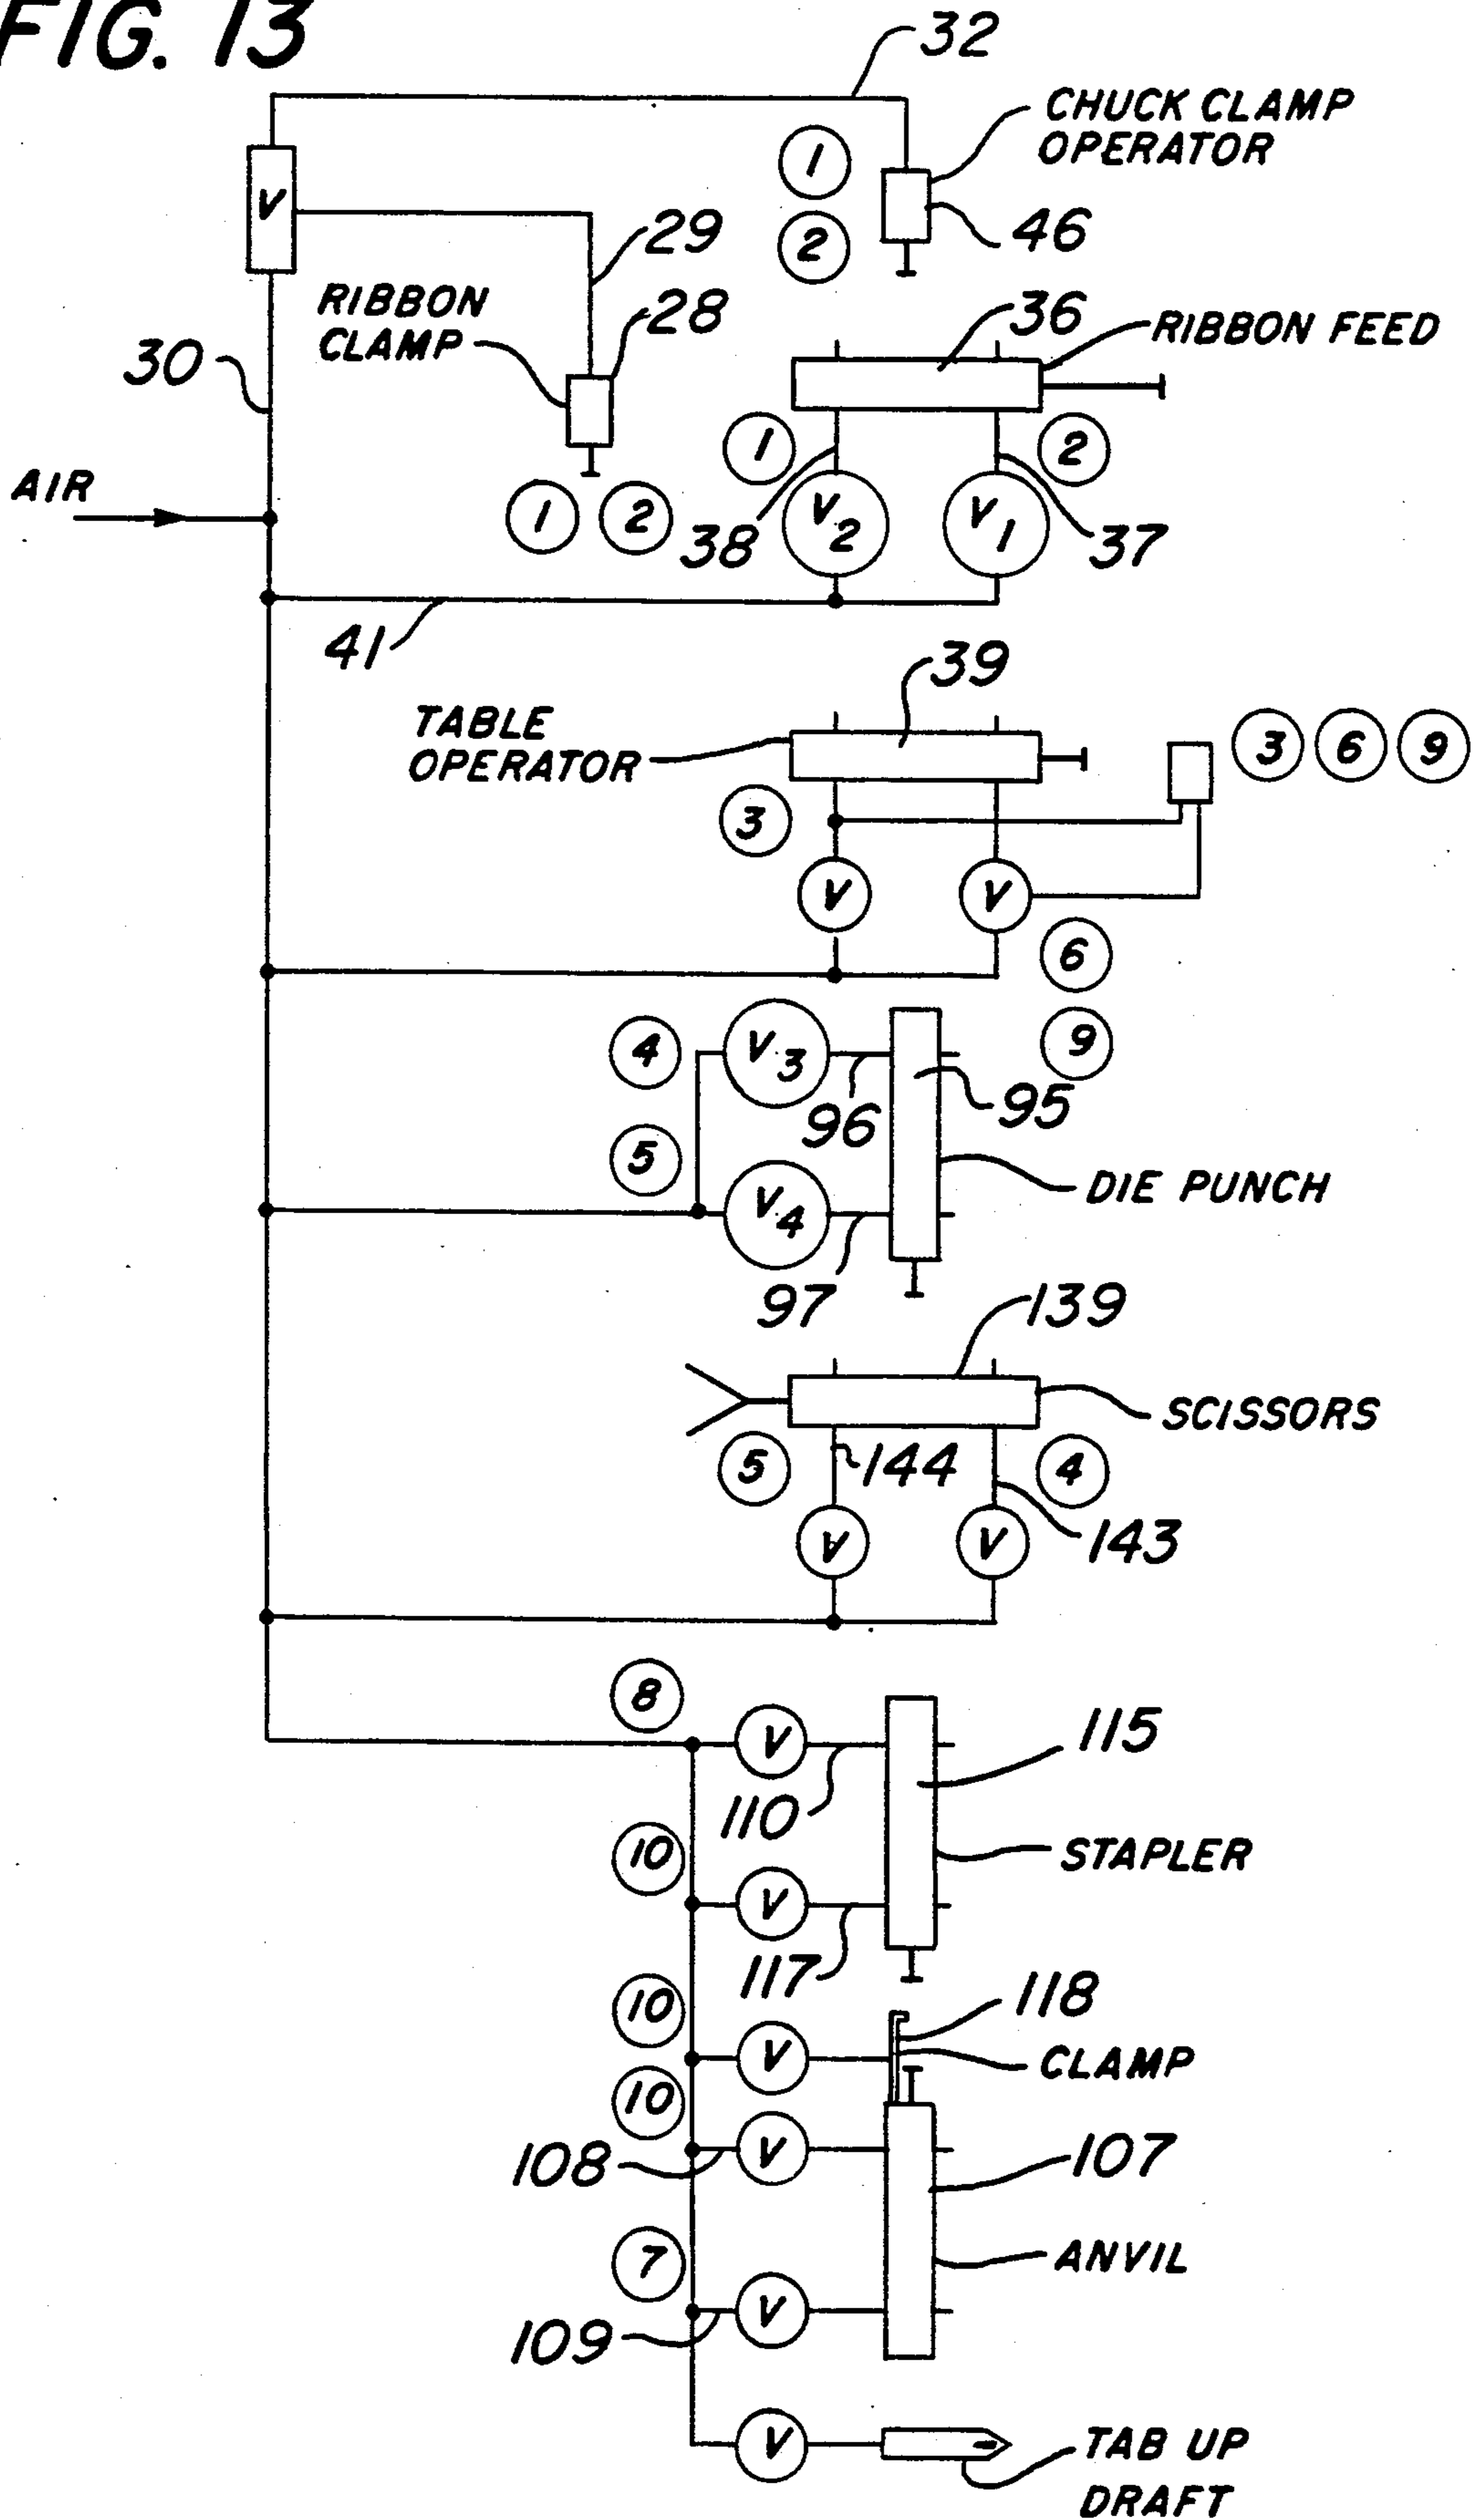 FIG. 13
32
CHUCK CLAMP
OPERATOR
1
V
29
2
46
RIBBON
CLAMP
28
36
RIBBON FEED
30
1
2
AIR
1
2
38
V2
V1
37
41
39
TABLE
OPERATOR
3
6
9
3
V
V
6
4
V3
9
96
95
5
V4
DIE PUNCH
97
139
SCISSORS
5
144
4
V
V
143
8
V
115
110
10
STAPLER
V
117
10
118
V
CLAMP
10
108
V
107
7
ANVIL
109
V
V
TAB UP
DRAFT